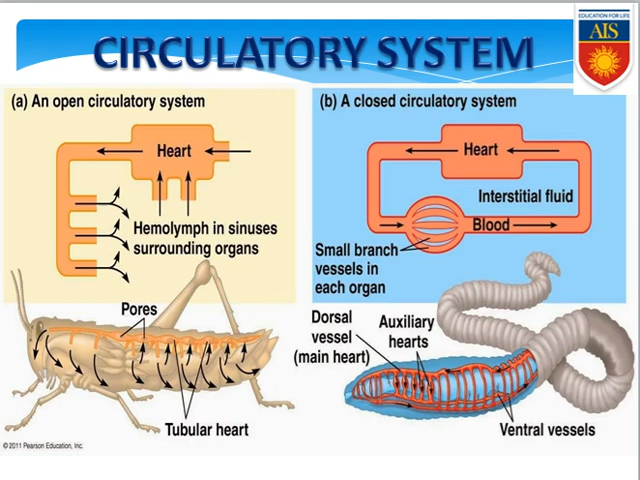 EDUCATION FOR LIFE
AIS
CIRCULATORY SYSTEM
(a) An open circulatory system
Heart
Hemolymph in sinuses
surrounding organs
Pores
Tubular heart
(b) A closed circulatory system
Heart
Interstitial fluid
Blood
Small branch
vessels in
each organ
Dorsal
vessel
(main heart)
Auxiliary
hearts
Ventral vessels
© 2011 Pearson Education, Inc.